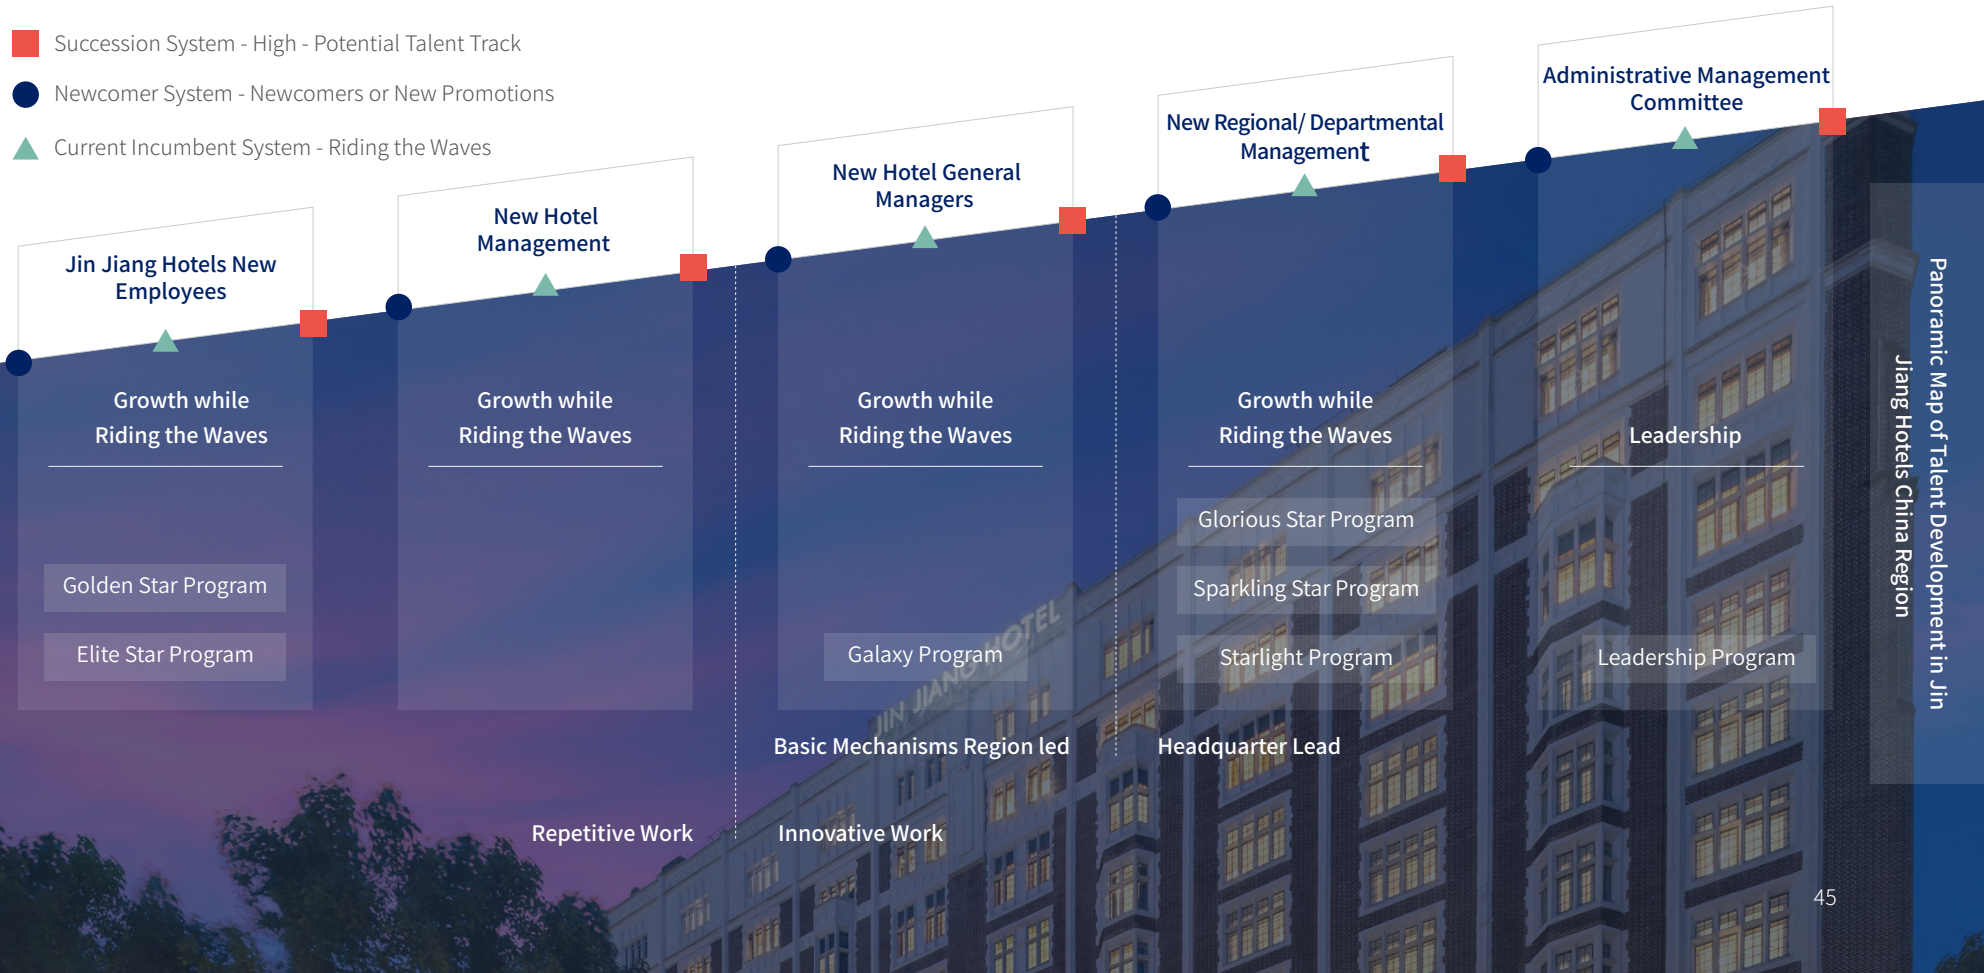 Succession System - High - Potential Talent Track
Newcomer System - Newcomers or New Promotions
Current Incumbent System - Riding the Waves
Jin Jiang Hotels New
Employees
New Hotel
Management
New Hotel General
Managers
New Regional/ Departmental
Management
Administrative Management
Committee
Growth while
Riding the Waves
Growth while
Riding the Waves
Growth while
Riding the Waves
Growth while
Riding the Waves
Leadership
Golden Star Program
Elite Star Program
Galaxy Program
Glorious Star Program
Sparkling Star Program
Starlight Program
Leadership Program
JIN JIANG HOTEL
Basic Mechanisms Region led
Headquarter Lead
Repetitive Work
Innovative Work
Panoramic Map of Talent Development in Jin
Jiang Hotels China Region
45